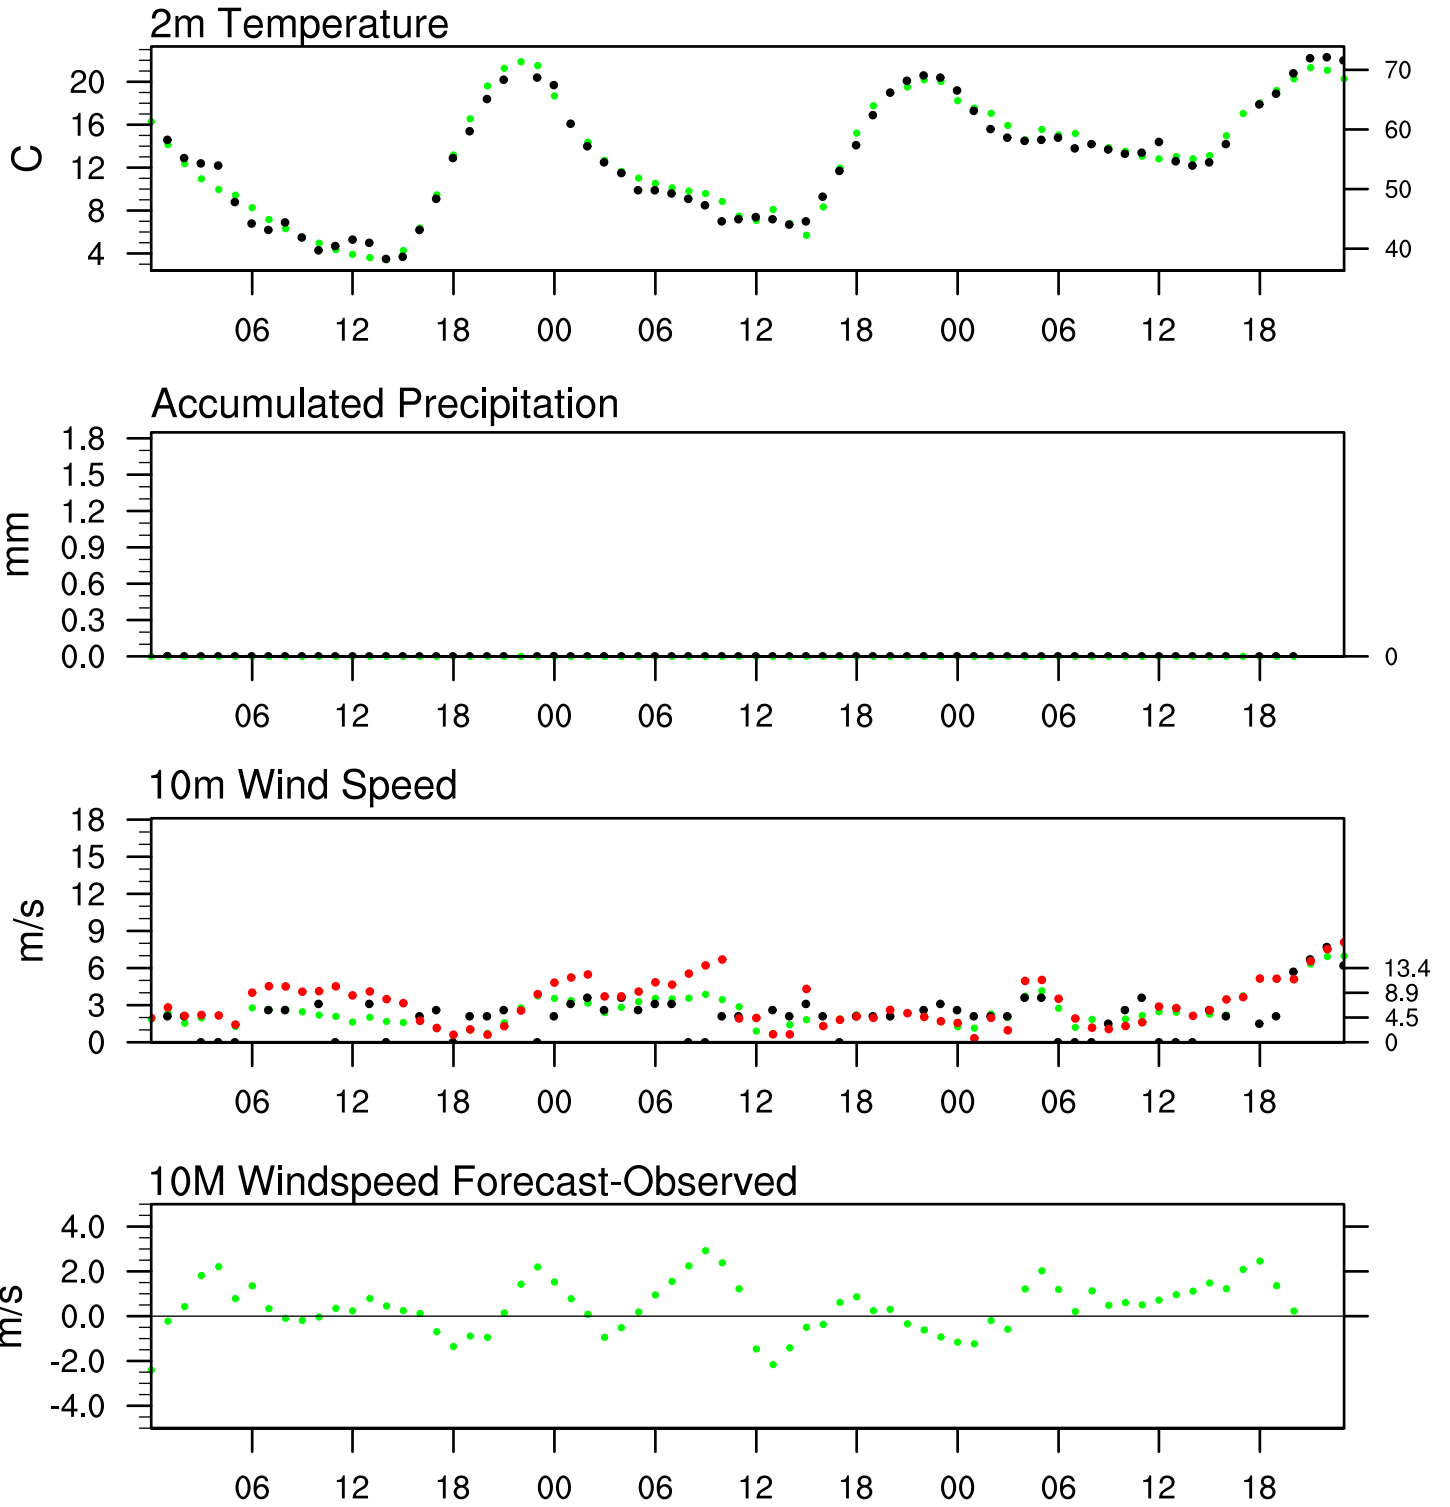 2m Temperature
C
20
16
12
8
4
70
60
50
40
06 12 18 00 06 12 18 00 06 12 18
Accumulated Precipitation
mm
1.8
1.5
1.2
0.9
0.6
0.3
0.0
0
06 12 18 00 06 12 18 00 06 12 18
10m Wind Speed
m/s
18
15
12
9
6
3
0
13.4
8.9
4.5
0
06 12 18 00 06 12 18 00 06 12 18
10M Windspeed Forecast-Observed
m/s
4.0
2.0
0.0
-2.0
-4.0
06 12 18 00 06 12 18 00 06 12 18